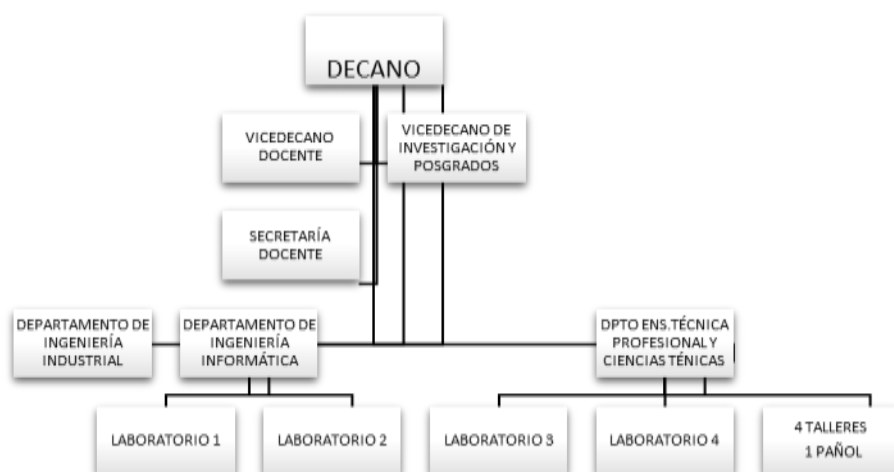 DECANO
VICEDECANO
DOCENTE
VICEDECANO DE
INVESTIGACIÓN Y
POSGRADOS
SECRETARÍA
DOCENTE
DEPARTAMENTO DE
INGENIERÍA
INDUSTRIAL
DEPARTAMENTO DE
INGENIERÍA
INFORMÁTICA
DPTO ENS.TÉCNICA
PROFESIONAL Y
CIENCIAS TÉNICAS
LABORATORIO 1
LABORATORIO 2
LABORATORIO 3
LABORATORIO 4
4 TALLERES
1 PAÑOL